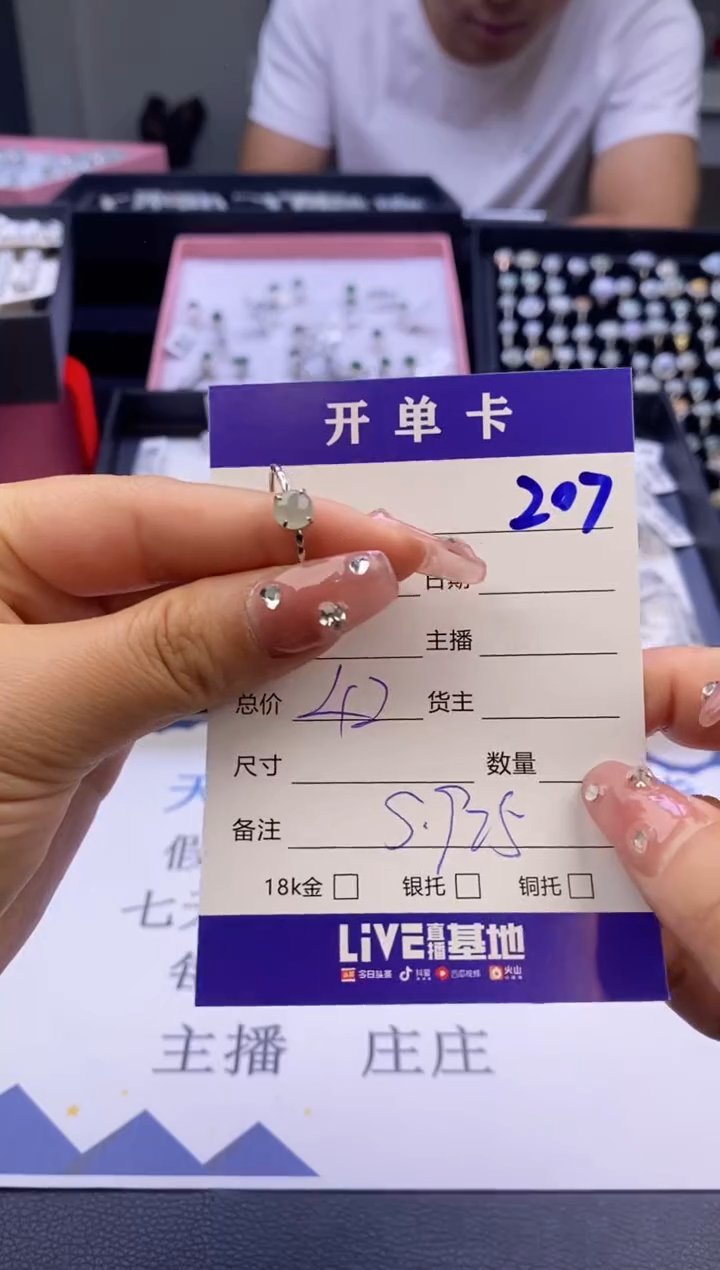 开单卡
207
日期
主播
总价 42 货主
尺寸 数量
备注 S.925
18k金 银托 铜托
LiVE直播基地
今日头条 抖音 西瓜视频 火山
天
假
七天
主播 庄庄